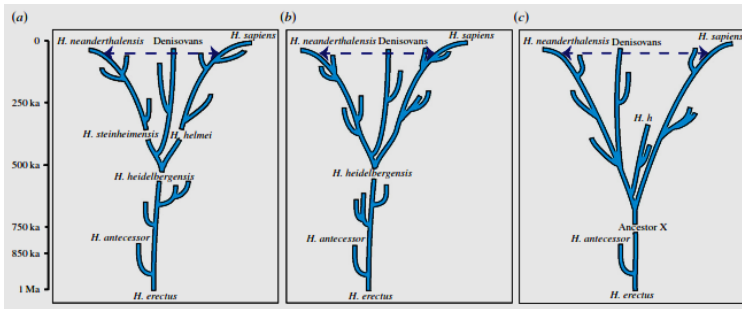 (a)
H. neanderthalensis
Denisovans
H. sapiens
0
250 ka
H. steinheimensis
H. helmei
500 ka
H. heidelbergensis
750 ka
H. antecessor
850 ka
1 Ma
H. erectus
(b)
H. neanderthalensis
Denisovans
H. sapiens
H. heidelbergensis
H. antecessor
H. erectus
(c)
H. neanderthalensis
Denisovans
H. sapiens
H. h
Ancestor X
H. antecessor
H. erectus